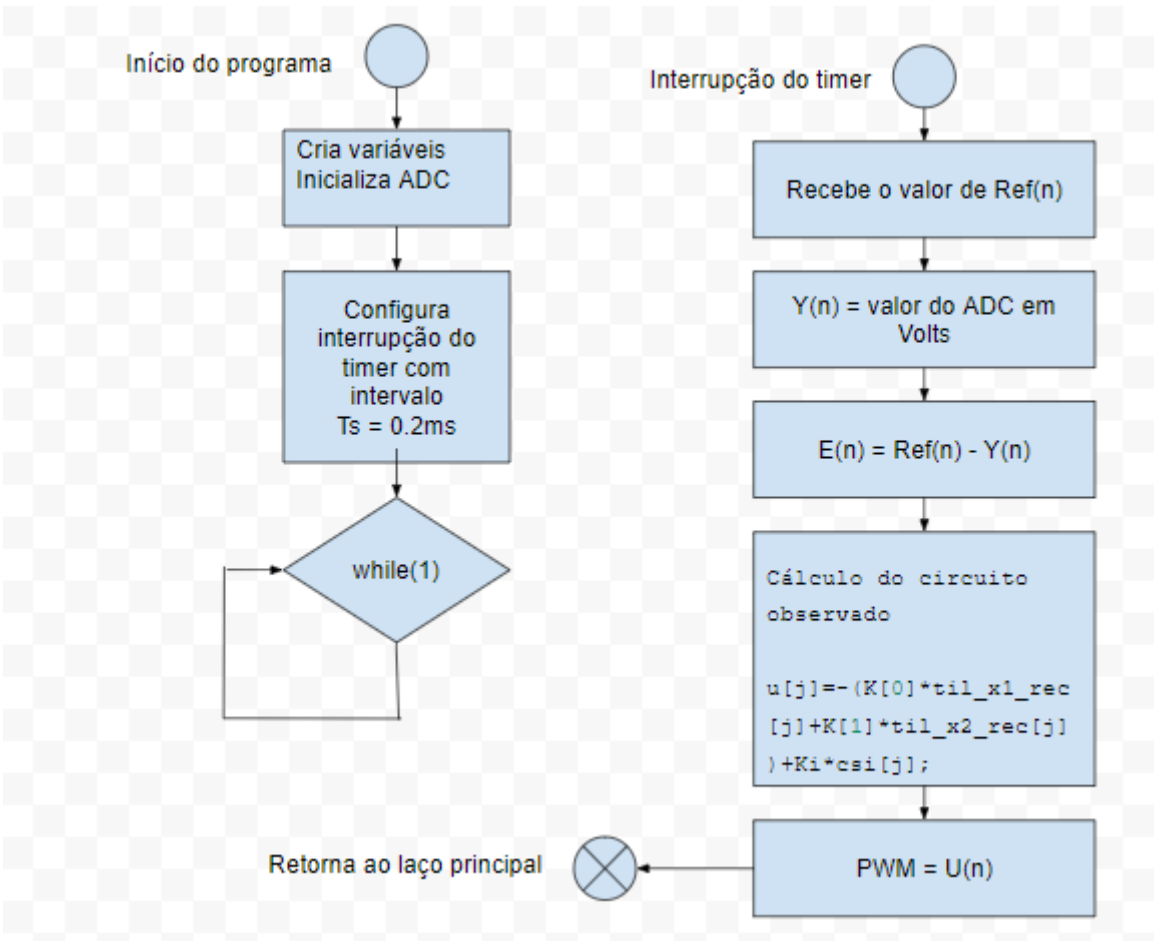 Início do programa
Cria variáveis
Inicializa ADC
Configura
interrupção do
timer com
intervalo
Ts = 0.2ms
while(1)
Interrupção do timer
Recebe o valor de Ref(n)
Y(n) = valor do ADC em
Volts
E(n) = Ref(n) - Y(n)
Cálculo do circuito
observado
u[j]=-(K[0]*til_x1_rec
[j]+K[1]*til_x2_rec[j]
)+Ki*csi[j];
PWM = U(n)
Retorna ao laço principal